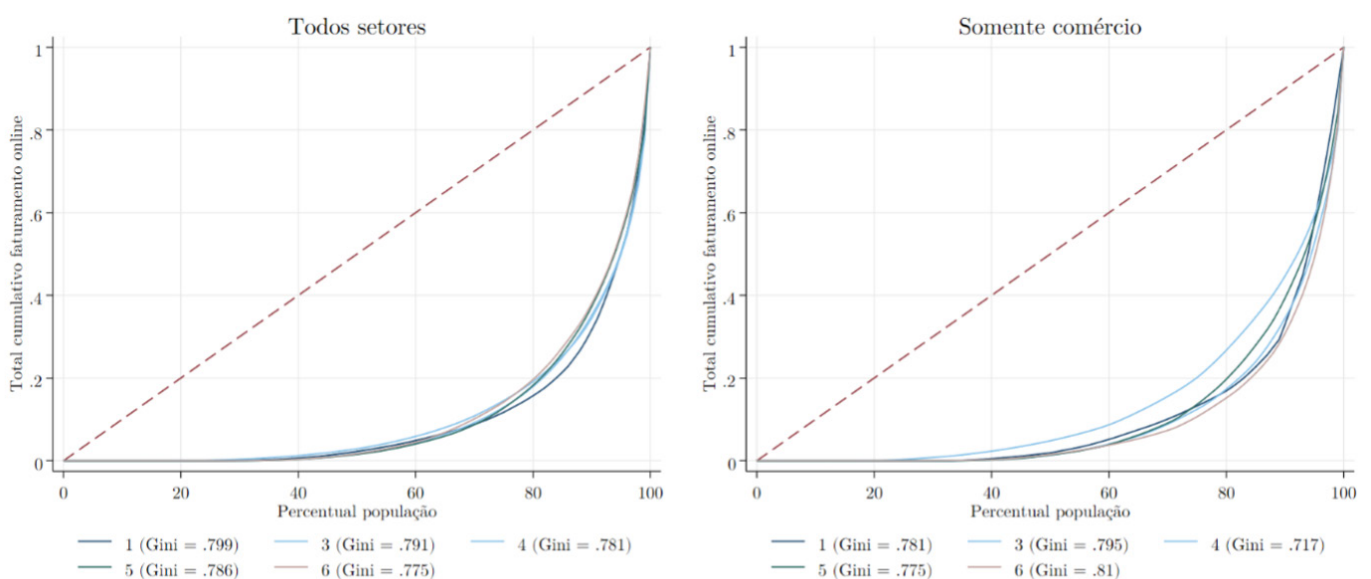 Todos setores
Total cumulativo faturamento online
1
.8
.6
.4
.2
0
0 20 40 60 80 100
Percentual população
1 (Gini = .799) 3 (Gini = .791) 4 (Gini = .781)
5 (Gini = .786) 6 (Gini = .775)
Somente comércio
Total cumulativo faturamento online
1
.8
.6
.4
.2
0
0 20 40 60 80 100
Percentual população
1 (Gini = .781) 3 (Gini = .795) 4 (Gini = .717)
5 (Gini = .775) 6 (Gini = .81)